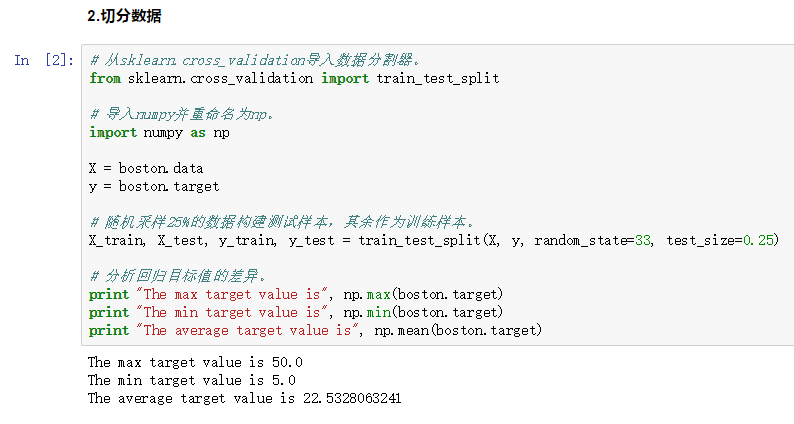 2.切分数据
In [2]:
# 从sklearn.cross_validation导入数据分割器。
from sklearn.cross_validation import train_test_split
# 导入numpy并重命名为np。
import numpy as np
X = boston.data
y = boston.target
# 随机采样25%的数据构建测试样本，其余作为训练样本。
X_train, X_test, y_train, y_test = train_test_split(X, y, random_state=33, test_size=0.25)
# 分析回归目标值的差异。
print "The max target value is", np.max(boston.target)
print "The min target value is", np.min(boston.target)
print "The average target value is", np.mean(boston.target)
The max target value is 50.0
The min target value is 5.0
The average target value is 22.5328063241